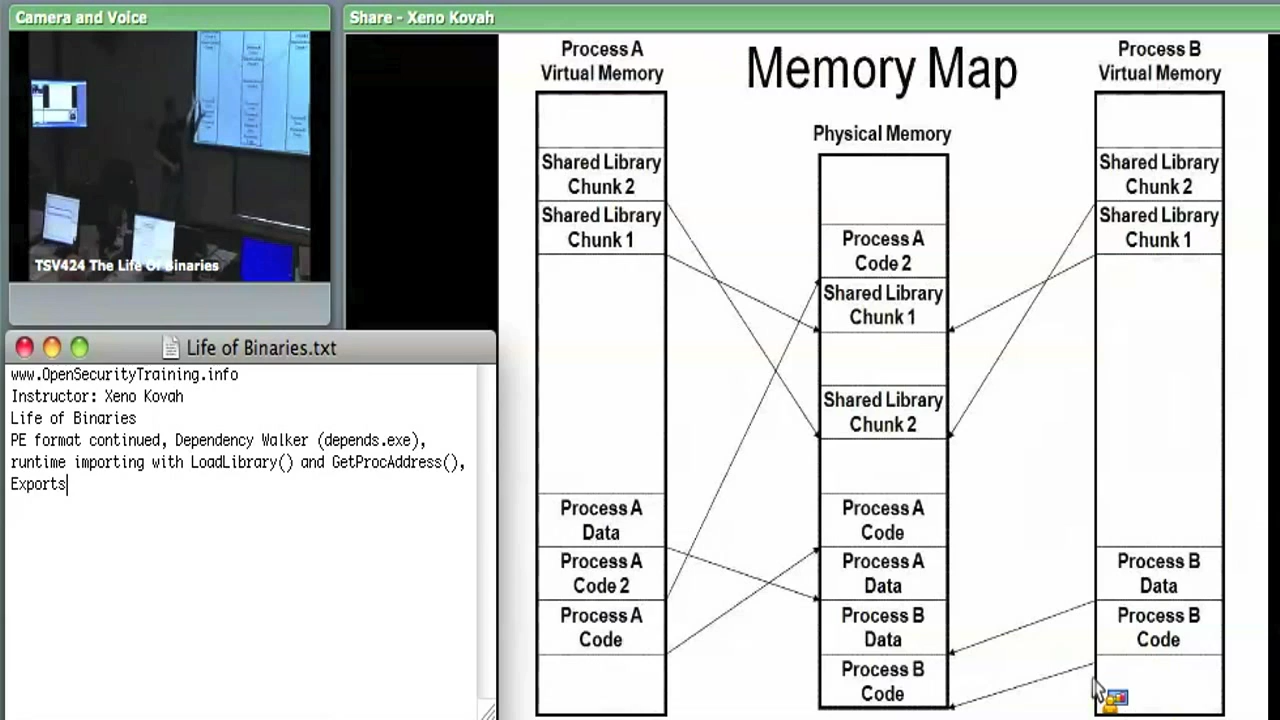 Camera and Voice
TSV424 The Life Of Binaries
Life of Binaries.txt
www.OpenSecurityTraining.info
Instructor: Xeno Kovah
Life of Binaries
PE format continued, Dependency Walker (depends.exe),
runtime importing with LoadLibrary() and GetProcAddress(),
Exports
Share - Xeno Kovah
Memory Map
Process A
Virtual Memory
Shared Library
Chunk 2
Shared Library
Chunk 1
Process A
Data
Process A
Code 2
Process A
Code
Physical Memory
Process A
Code 2
Shared Library
Chunk 1
Shared Library
Chunk 2
Process A
Code
Process A
Data
Process B
Data
Process B
Code
Process B
Virtual Memory
Shared Library
Chunk 2
Shared Library
Chunk 1
Process B
Data
Process B
Code